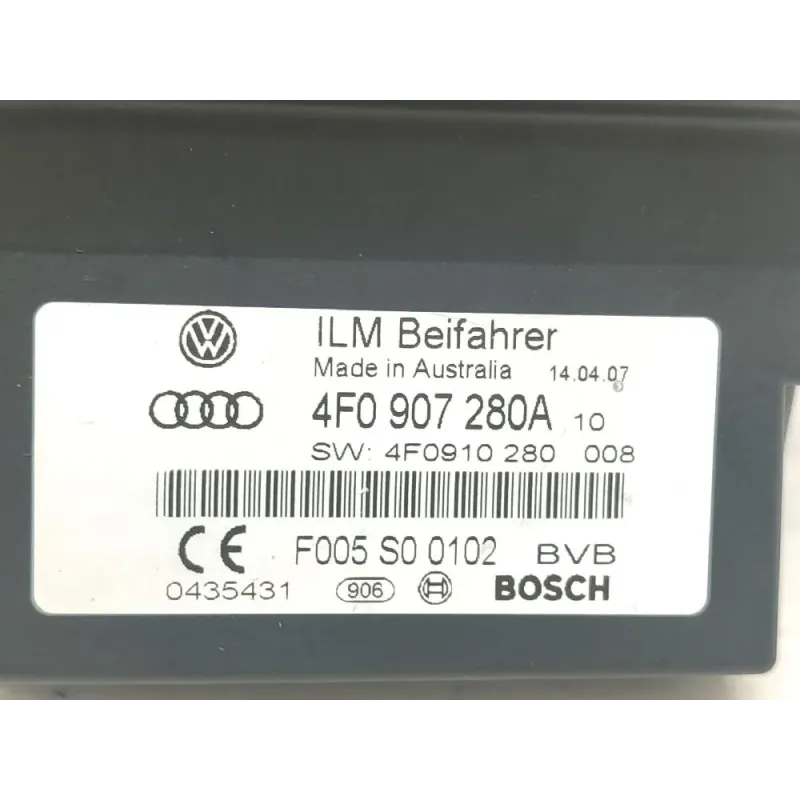 ILM Beifahrer
Made in Australia 14.04.07
4F0 907 280A 10
SW: 4F0910 280 008
CE F005 S0 0102 BVB
0435431 906 BOSCH